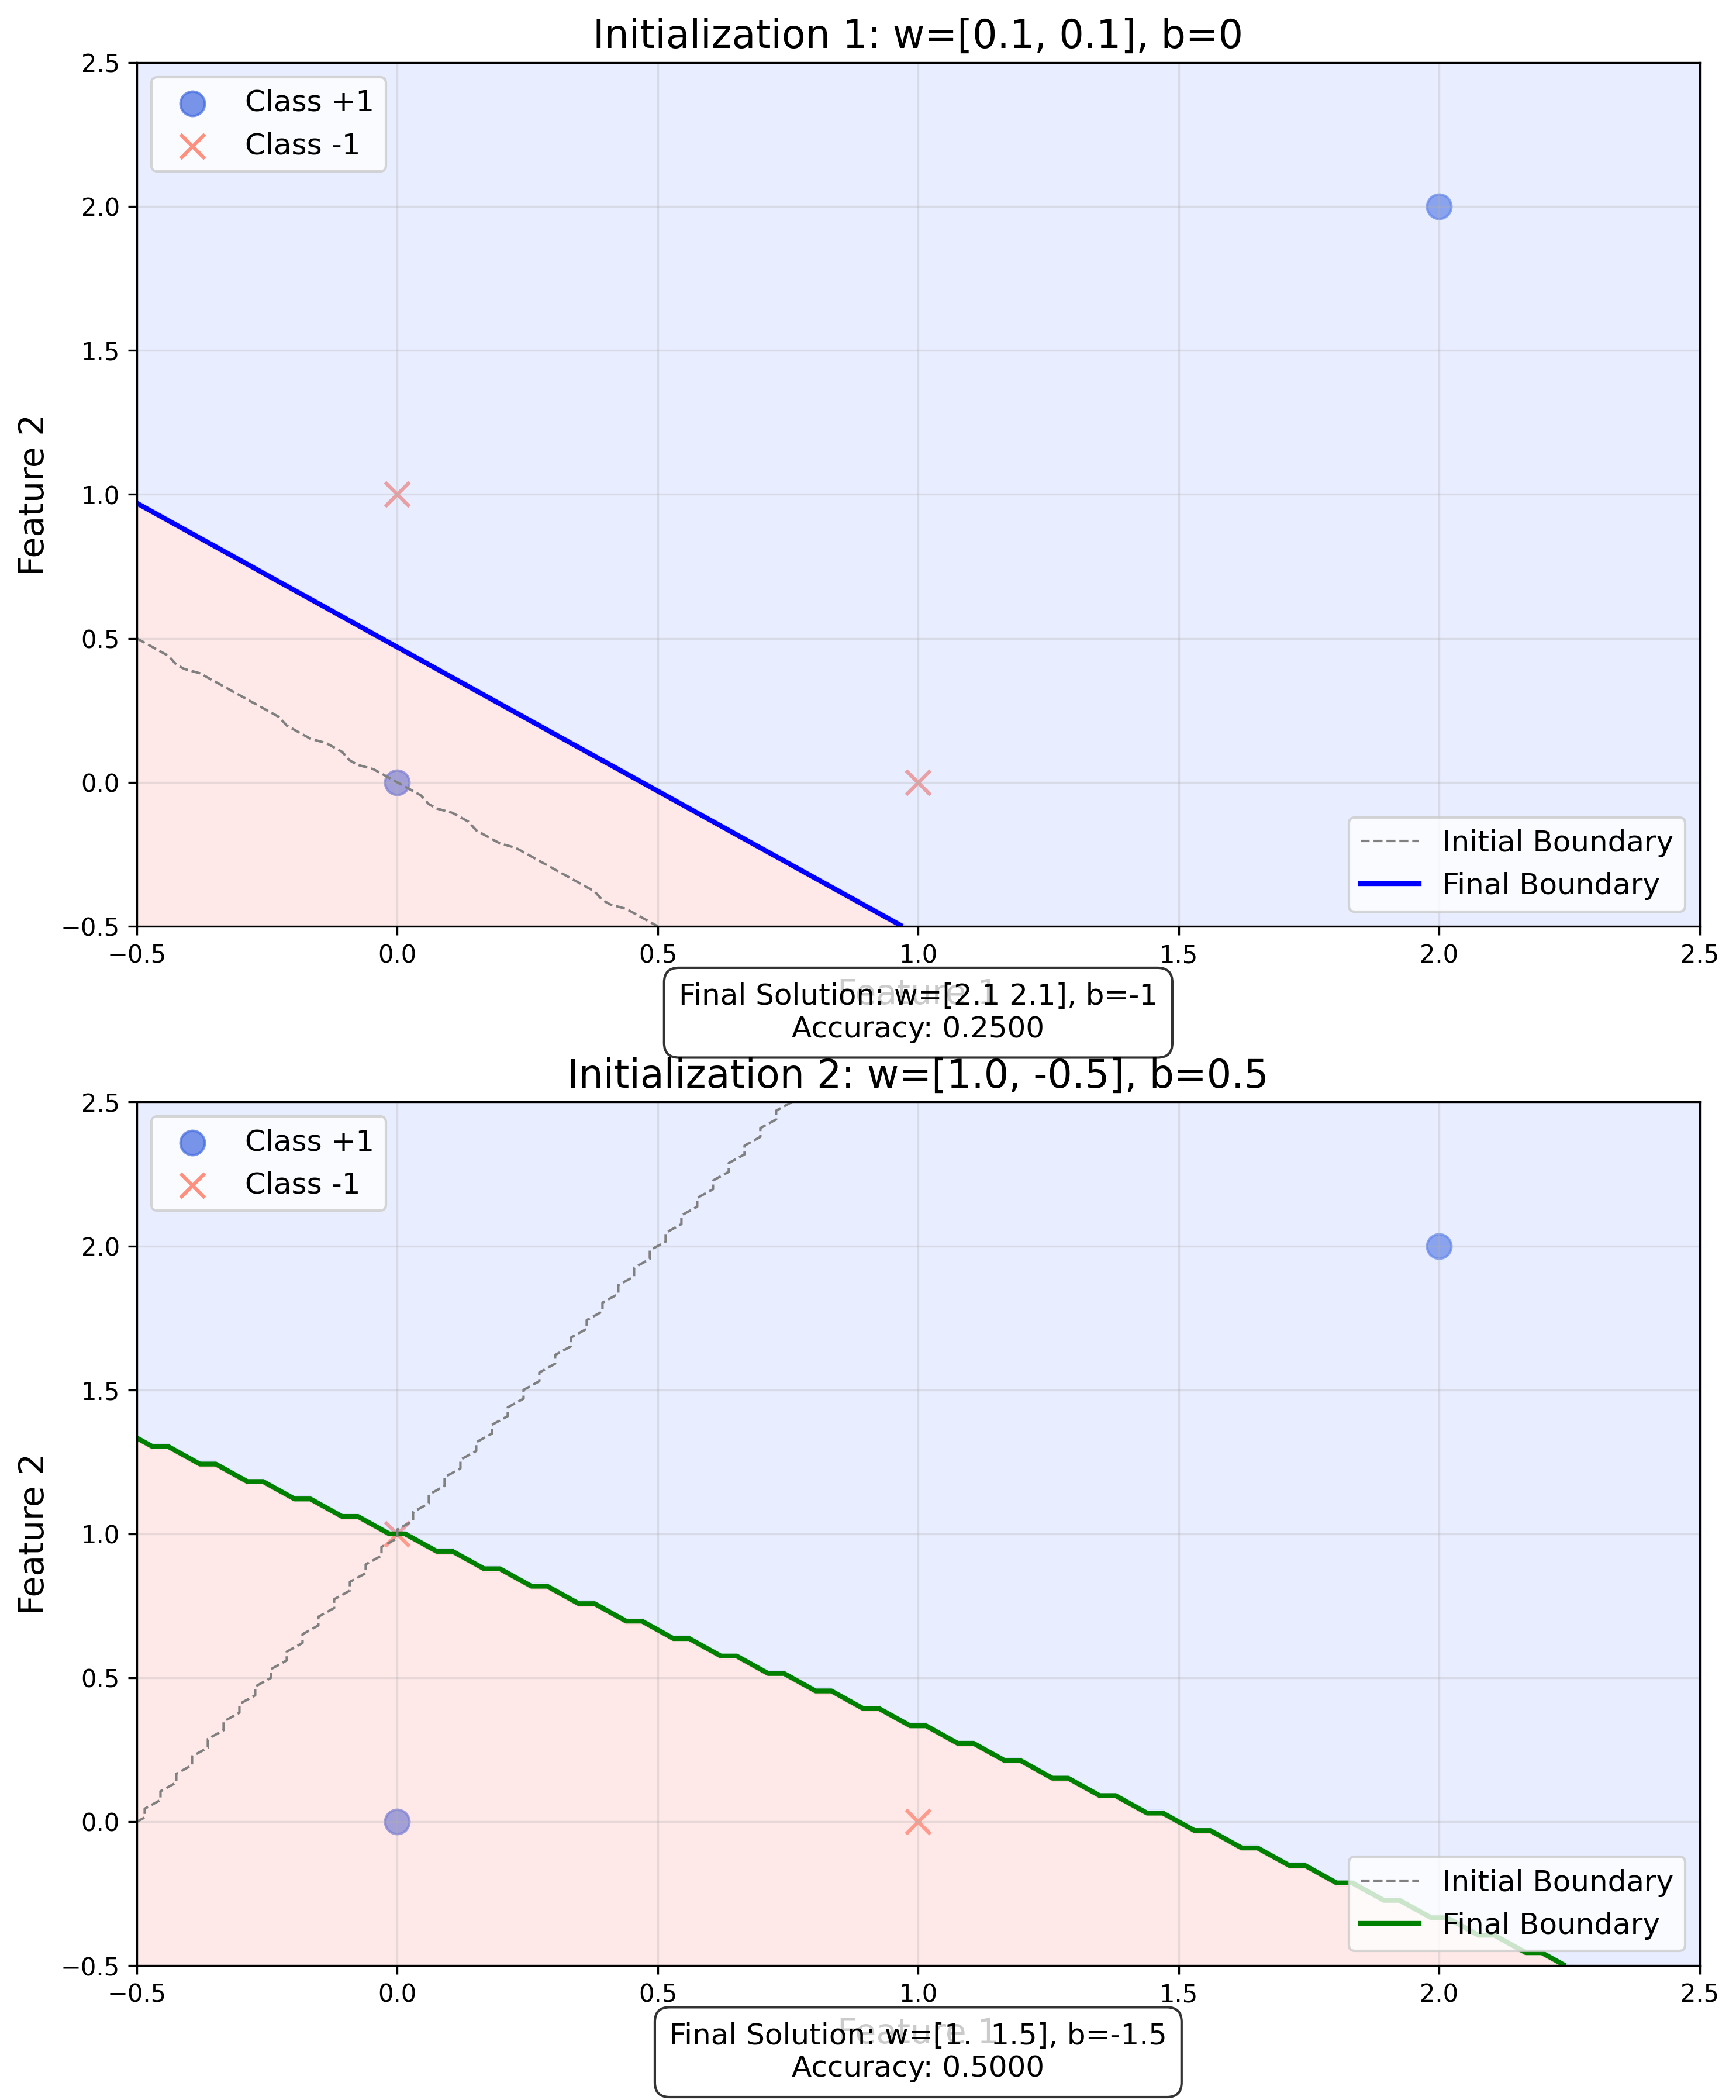 Initialization 1: w=[0.1, 0.1], b=0
2.5
Class +1
Class -1
2.0
1.5
Feature 2
1.0
0.5
0.0
Initial Boundary
Final Boundary
−0.5
−0.5 0.0 0.5 1.0 1.5 2.0 2.5
Feature 1
Final Solution: w=[2.1 2.1], b=-1
Accuracy: 0.2500
Initialization 2: w=[1.0, -0.5], b=0.5
2.5
Class +1
Class -1
2.0
1.5
Feature 2
1.0
0.5
0.0
Initial Boundary
Final Boundary
−0.5
−0.5 0.0 0.5 1.0 1.5 2.0 2.5
Feature 1
Final Solution: w=[1. 1.5], b=-1.5
Accuracy: 0.5000